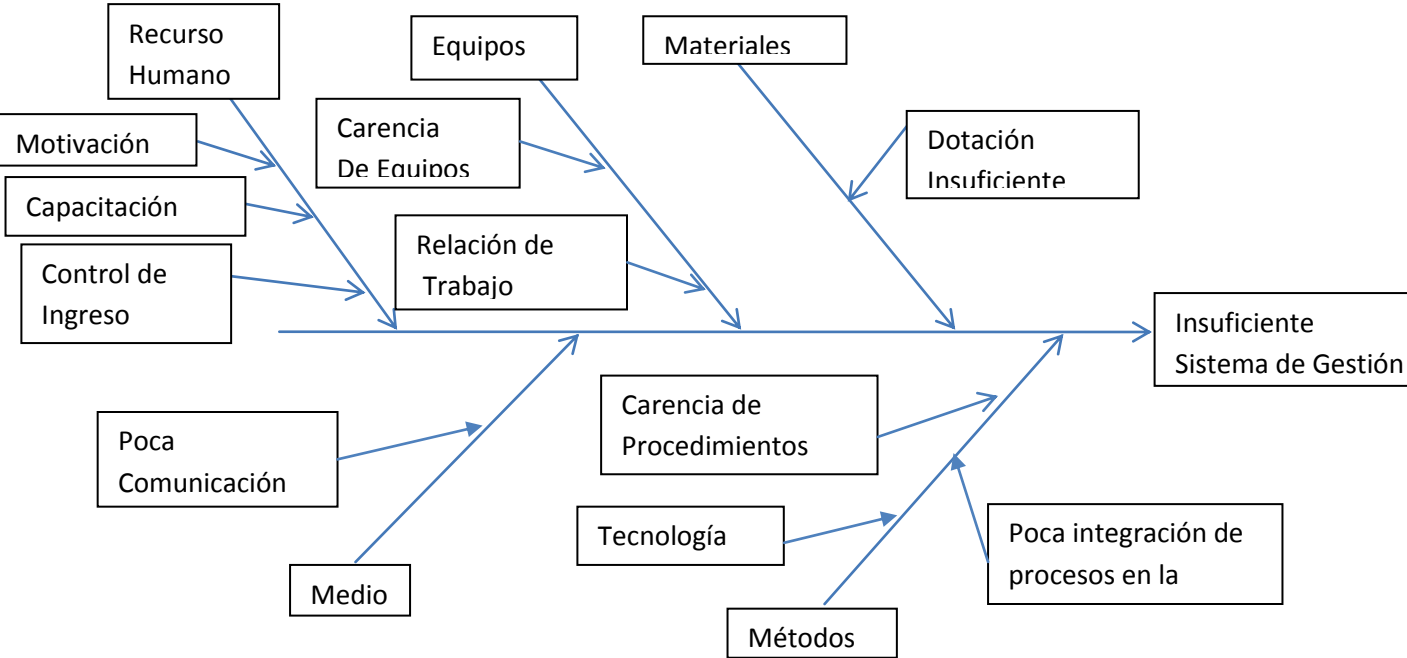 Recurso
Humano
Equipos
Materiales
Motivación
Carencia
De Equipos
Dotación
Insuficiente
Capacitación
Relación de
Trabajo
Control de
Ingreso
Insuficiente
Sistema de Gestión
Poca
Comunicación
Carencia de
Procedimientos
Tecnología
Poca integración de
procesos en la
Medio
Métodos